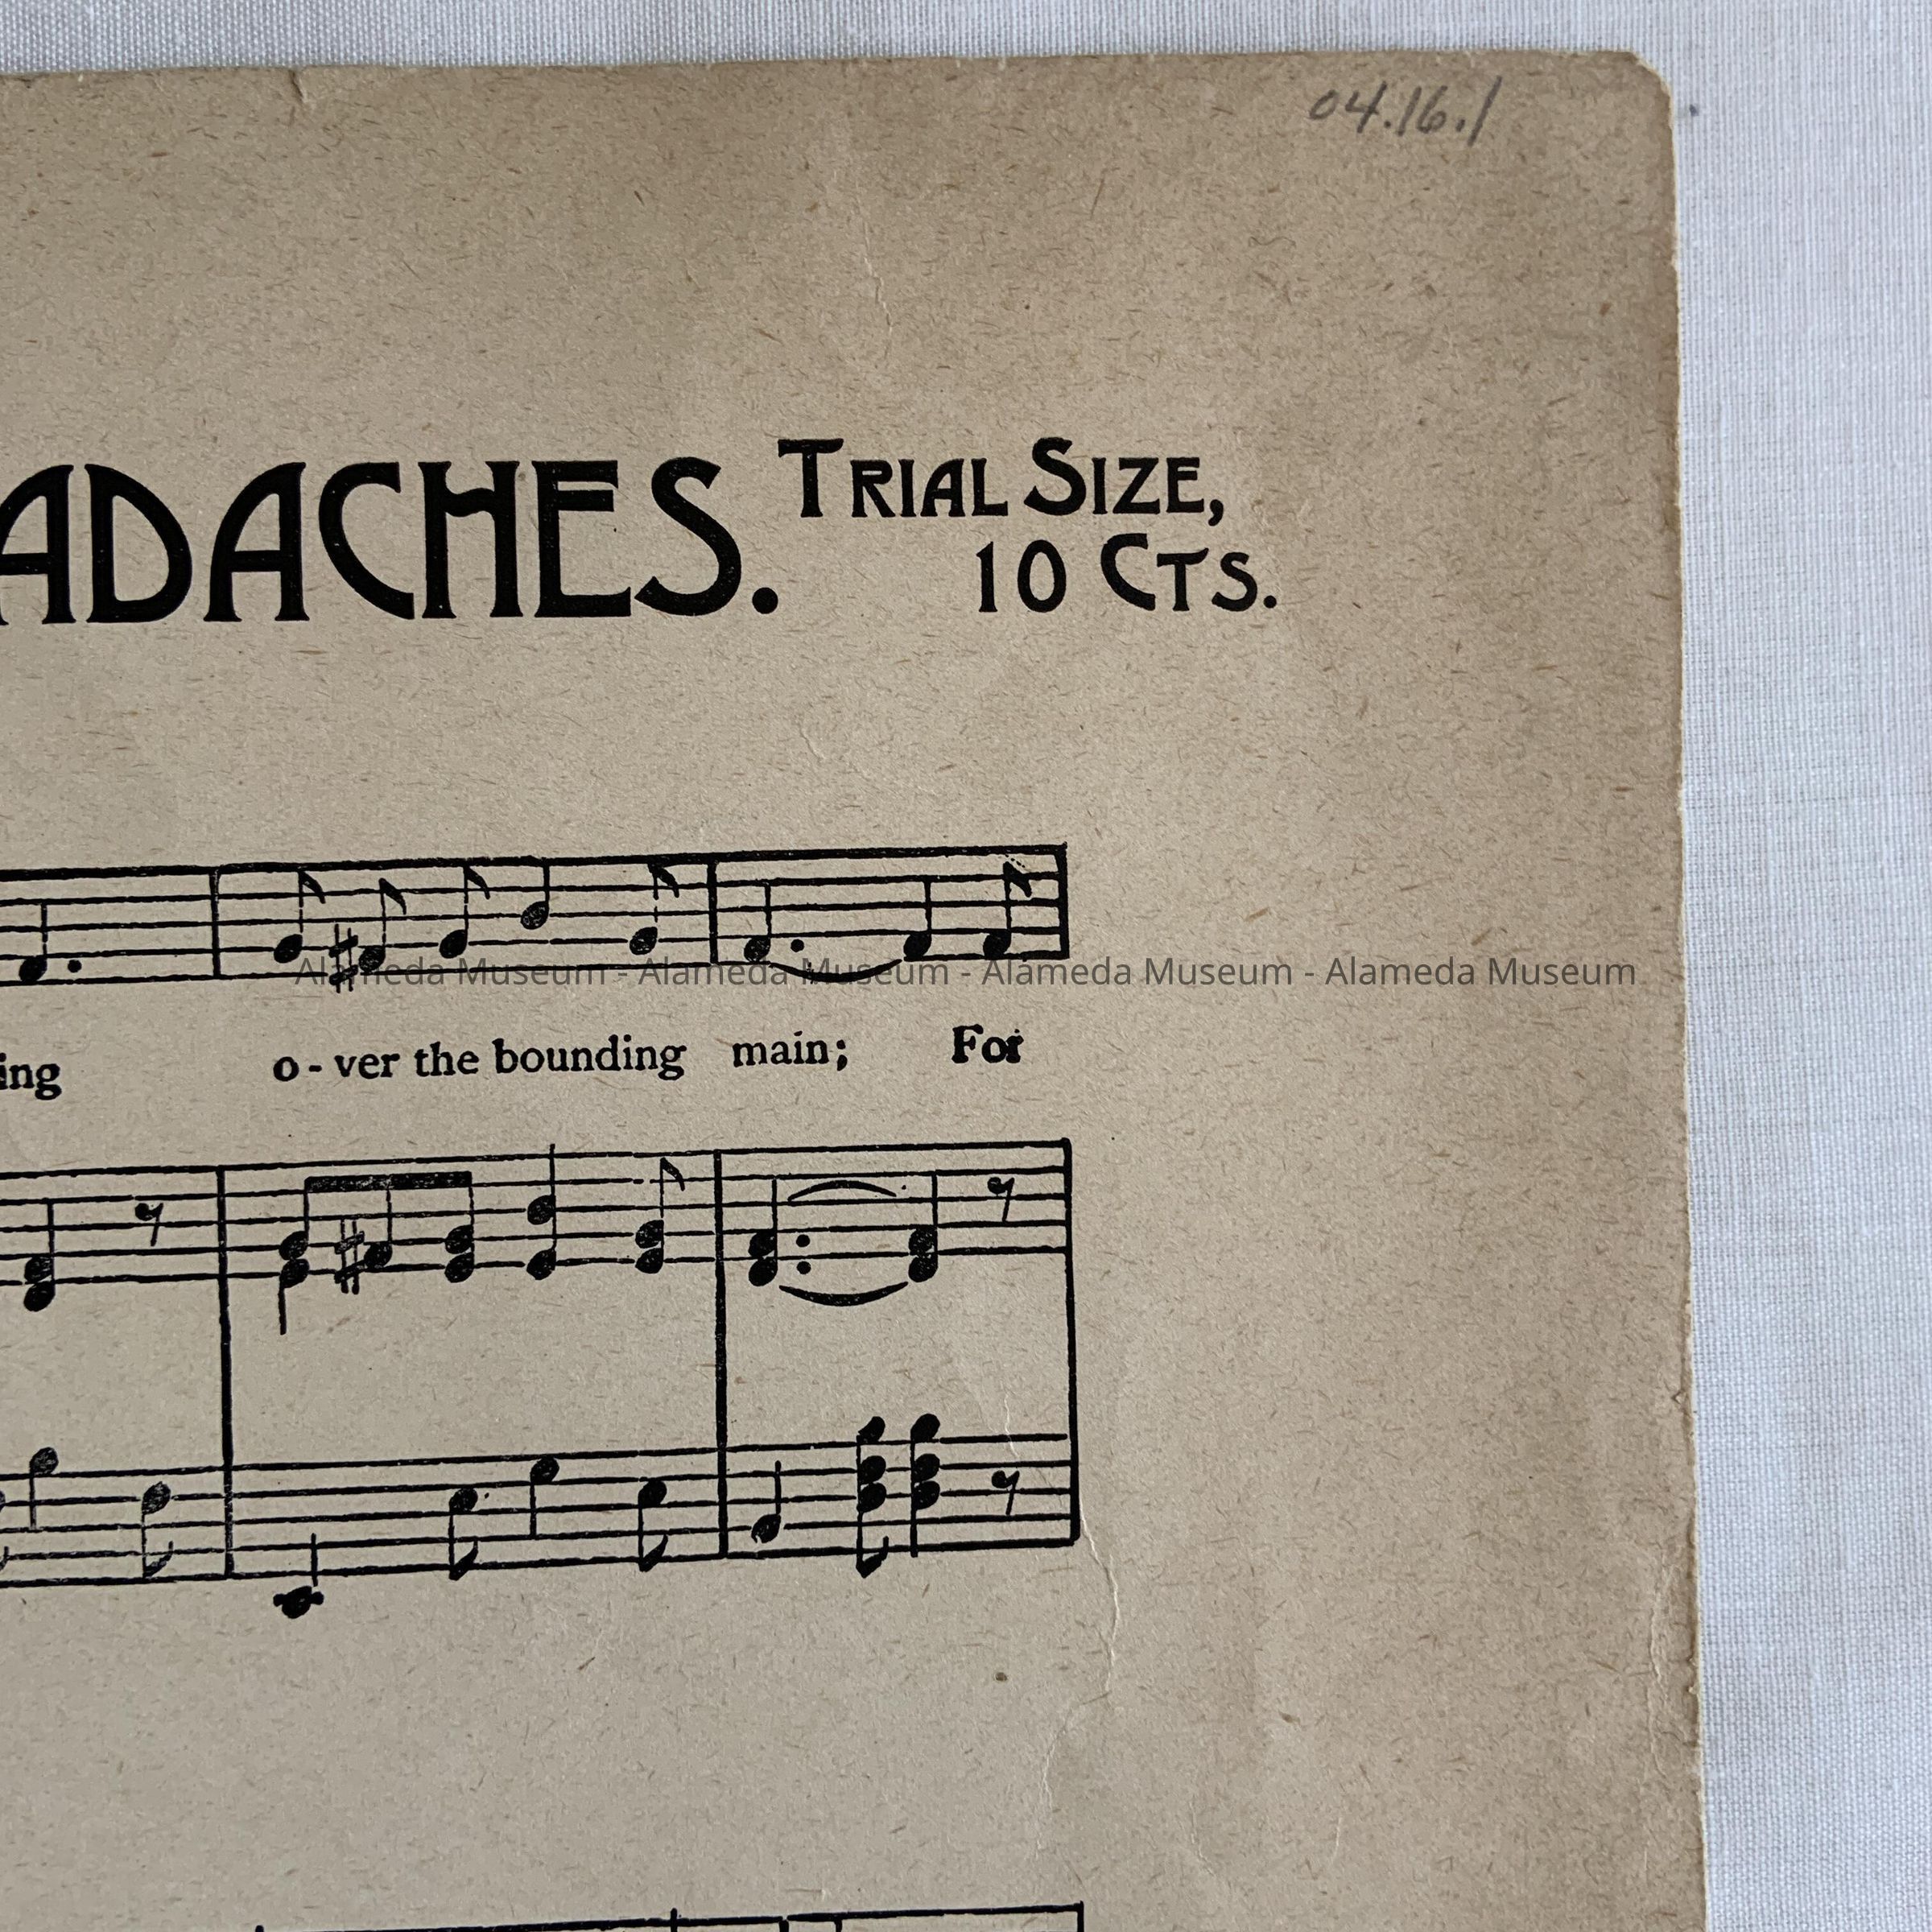 04.16.1
ADACHES. TRIAL SIZE,
10 CTS.
Alameda Museum - Alameda Museum - Alameda Museum - Alameda Museum
ing o - ver the bounding main; For